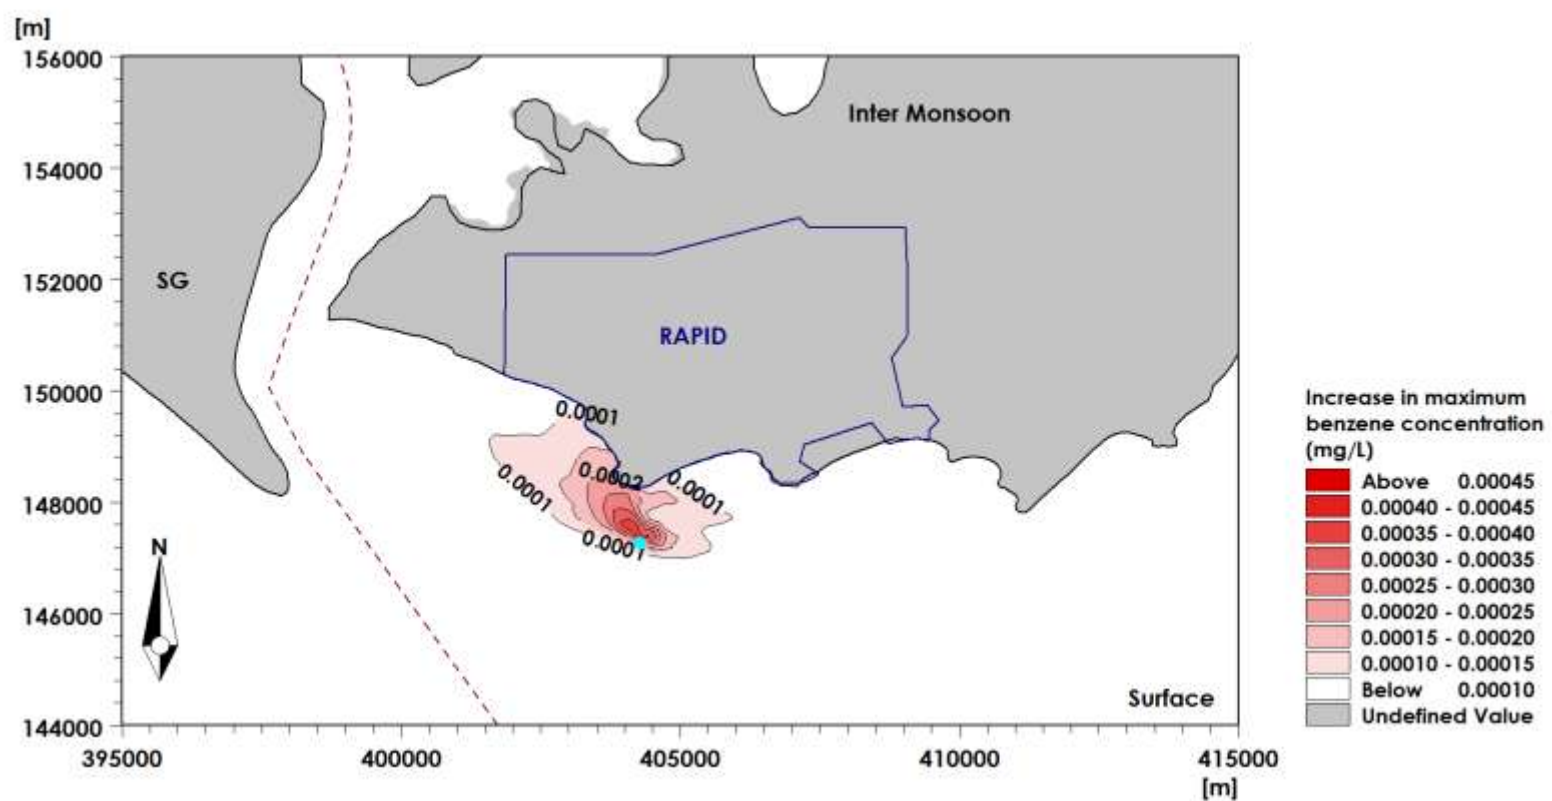 [m]
156000
154000
152000
150000
148000
146000
144000
395000
400000
405000
410000
415000
[m]
Inter Monsoon
SG
RAPID
0.0001
0.0002
0.0001
0.0001
0.0001
N
Surface
Increase in maximum
benzene concentration
(mg/L)
Above 0.00045
0.00040 - 0.00045
0.00035 - 0.00040
0.00030 - 0.00035
0.00025 - 0.00030
0.00020 - 0.00025
0.00015 - 0.00020
0.00010 - 0.00015
Below 0.00010
Undefined Value